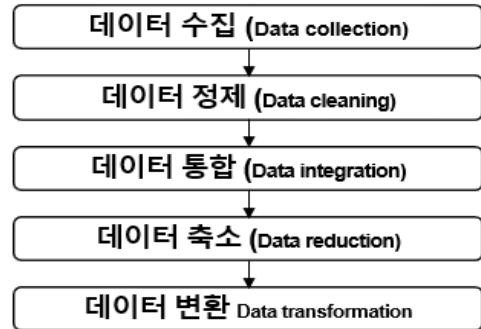 데이터 수집 (Data collection)
데이터 정제 (Data cleaning)
데이터 통합 (Data integration)
데이터 축소 (Data reduction)
데이터 변환 Data transformation